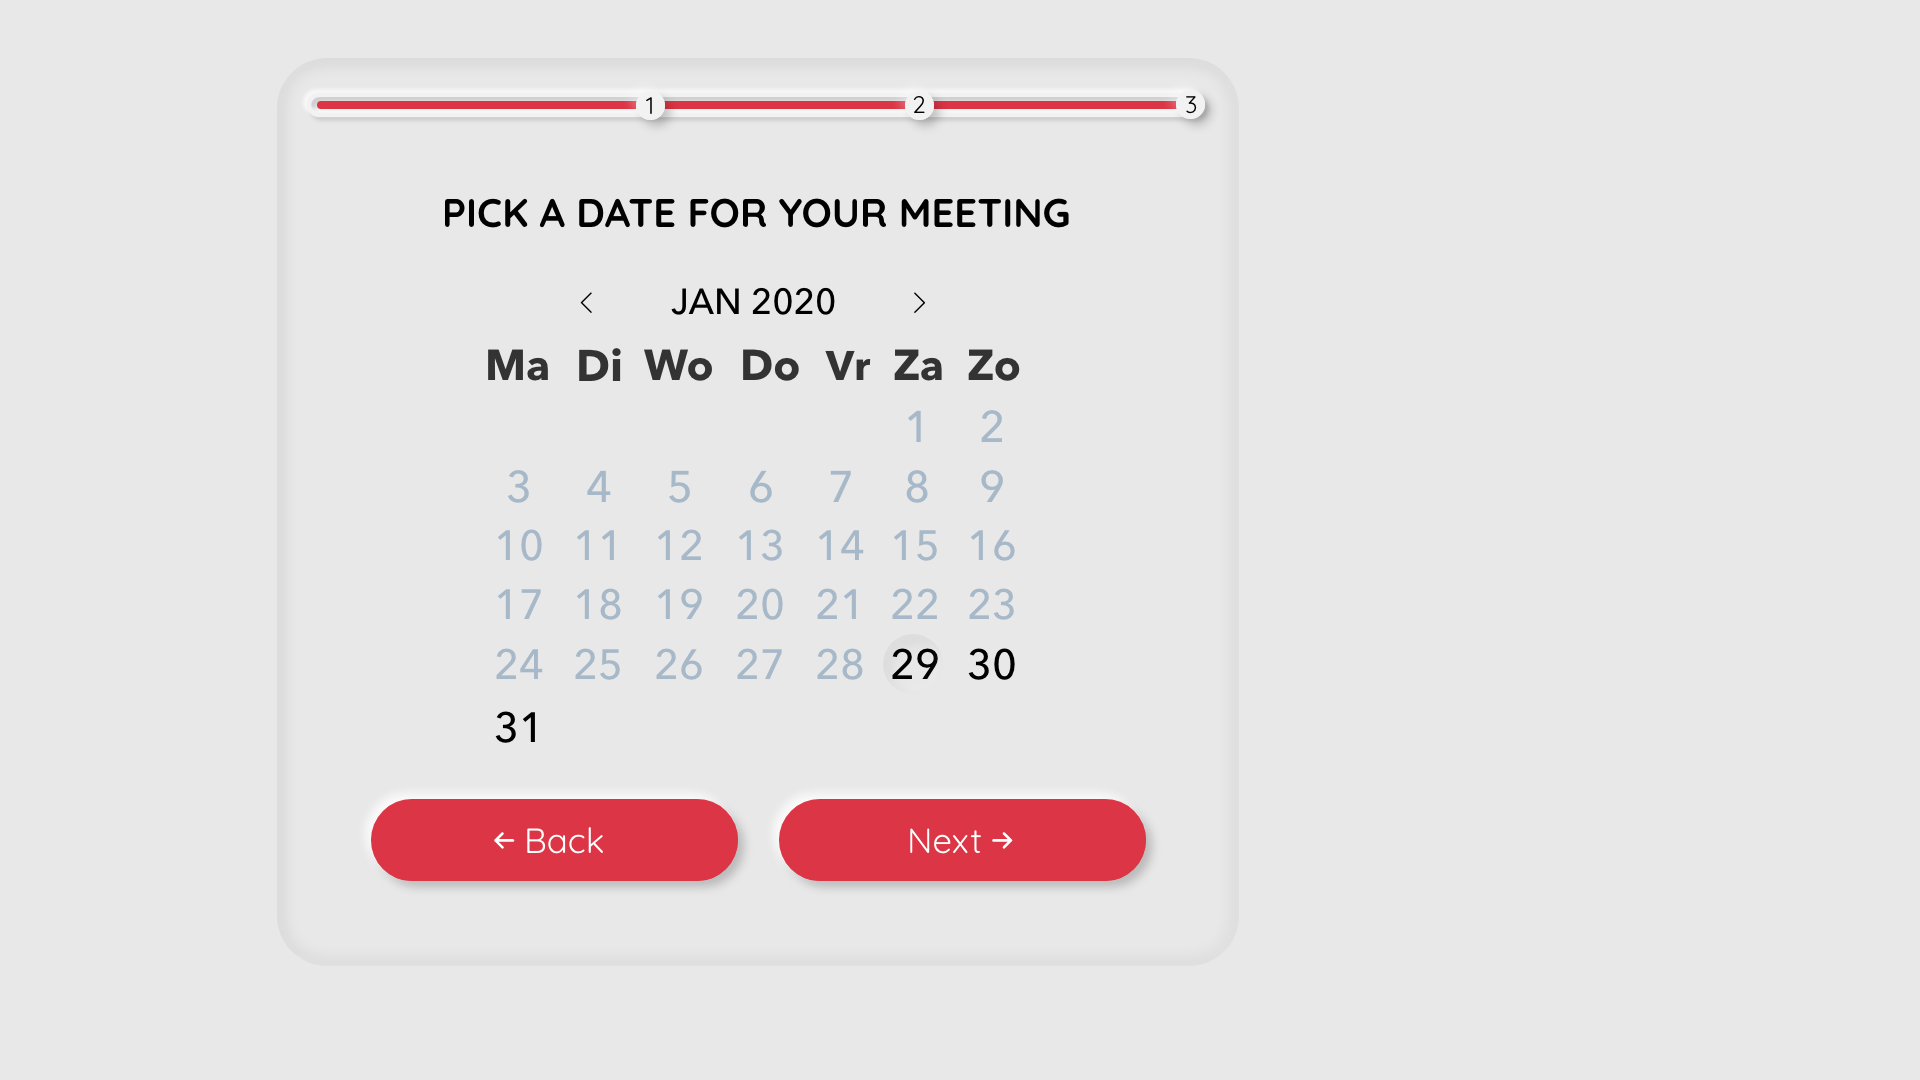 1 2 3
PICK A DATE FOR YOUR MEETING
< JAN 2020 >
Ma Di Wo Do Vr Za Zo
1 2
3 4 5 6 7 8 9
10 11 12 13 14 15 16
17 18 19 20 21 22 23
24 25 26 27 28 29 30
31
← Back Next →